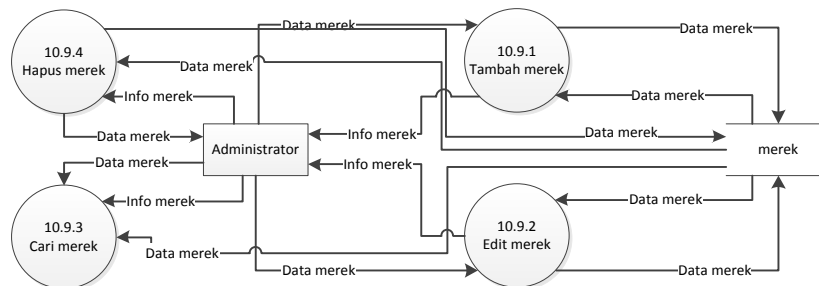 Data merek
10.9.4
Hapus merek
10.9.1
Tambah merek
Data merek
Data merek
Info merek
Data merek
Data merek
Info merek
Data merek
Administrator
merek
Data merek
Info merek
Info merek
Data merek
10.9.3
Cari merek
10.9.2
Edit merek
Data merek
Data merek
Data merek